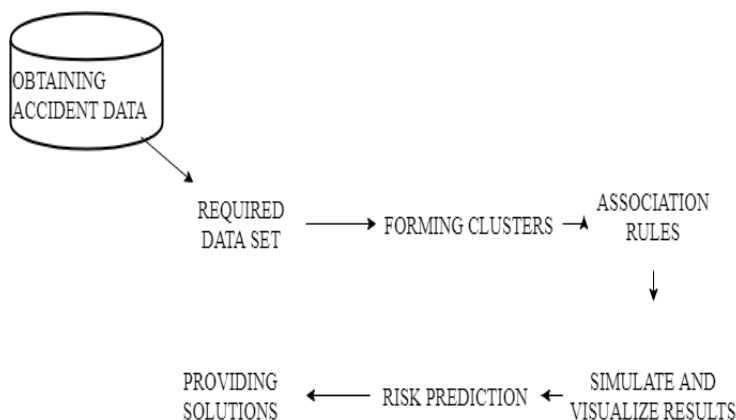 OBTAINING
ACCIDENT DATA
REQUIRED
DATA SET
FORMING CLUSTERS
ASSOCIATION
RULES
SIMULATE AND
VISUALIZE RESULTS
RISK PREDICTION
PROVIDING
SOLUTIONS